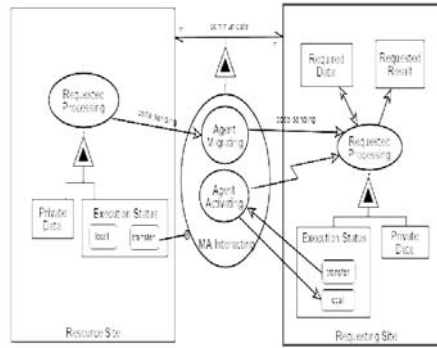 communicate
Required
Data
Requested
Result
Requested
Processing
code sending
code sending
Agent
Migrating
Requested
Processing
Agent
Activating
Private
Data
Execution Status
local
transfer
MA Interacting
Execution Status
transfer
local
Private
Data
Resource Site
Requesting Site